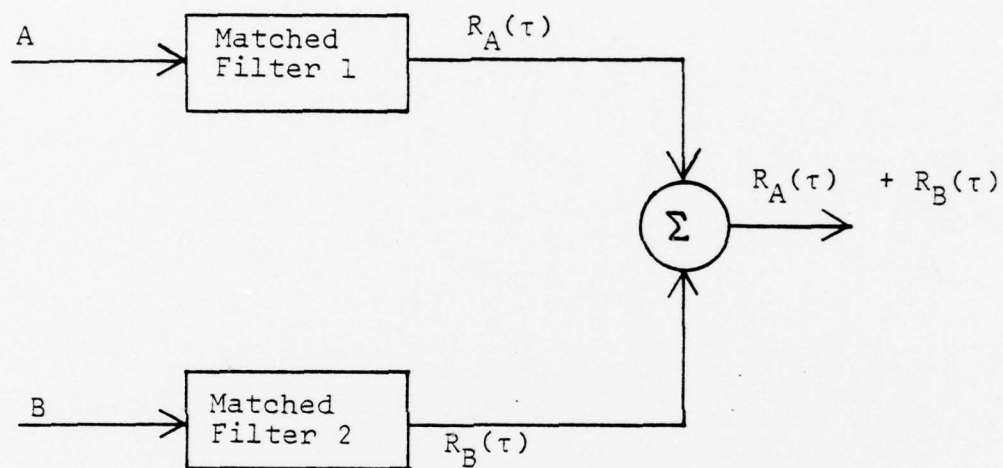 A
Matched
Filter 1
R_A(τ)
Σ
R_A(τ) + R_B(τ)
B
Matched
Filter 2
R_B(τ)